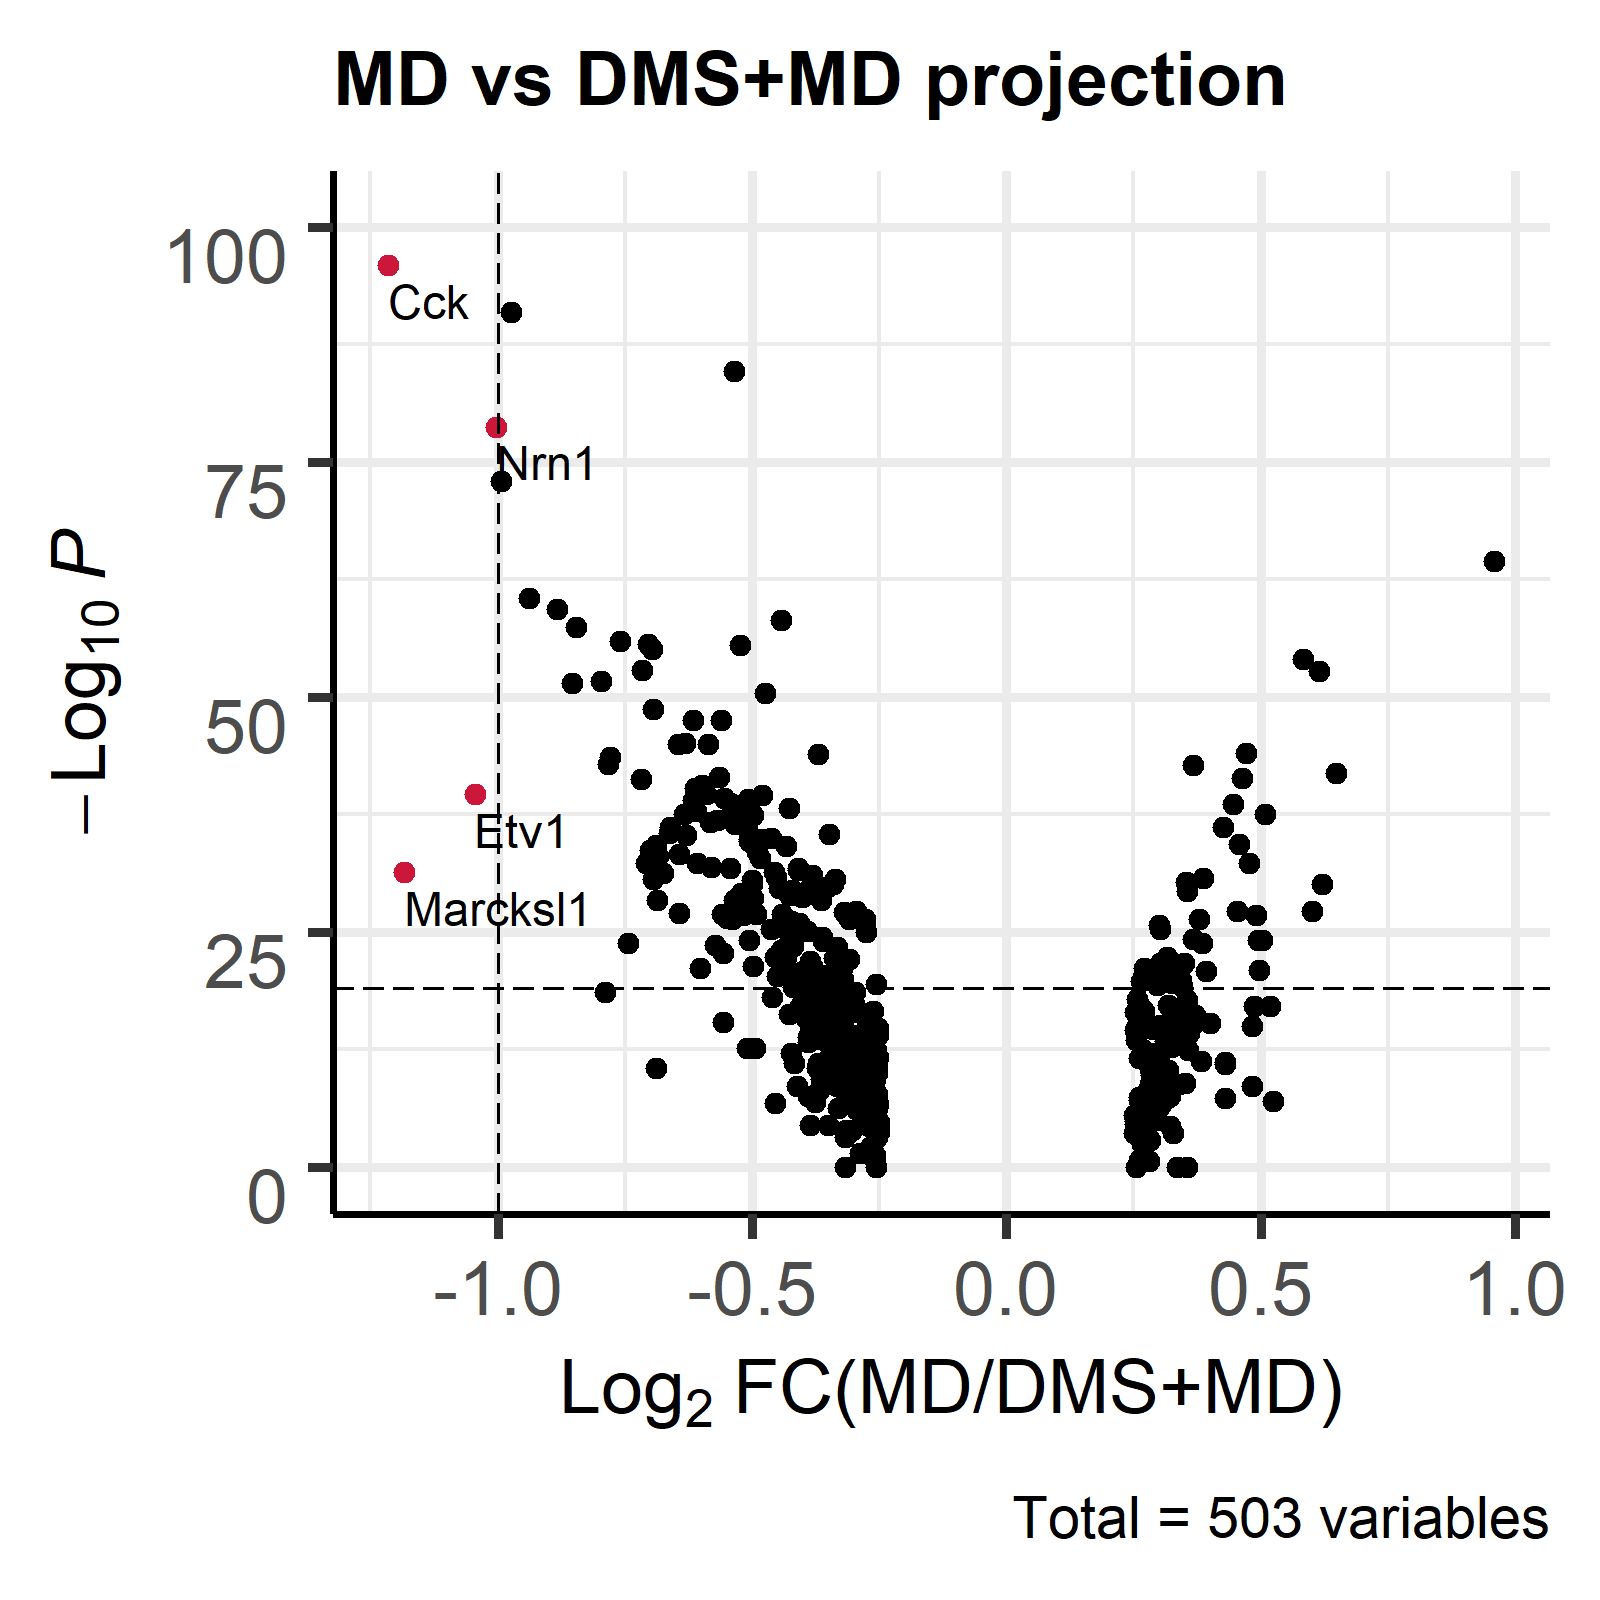 MD vs DMS+MD projection
100
75
50
25
0
−Log₁₀ P
Cck
Nrn1
Etv1
Marcksl1
-1.0 -0.5 0.0 0.5 1.0
Log₂ FC(MD/DMS+MD)
Total = 503 variables